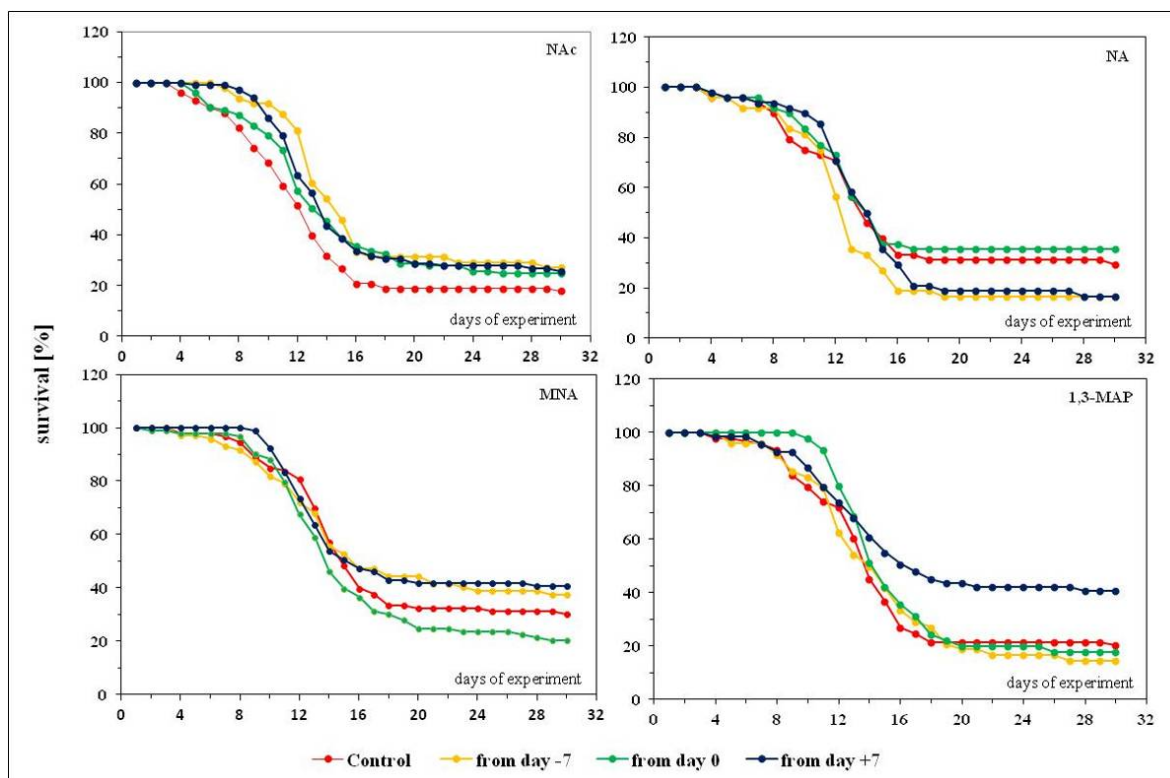 survival [%]
NAc
120
100
80
60
40
20
0
0 4 8 12 16 20 24 28 32
days of experiment
NA
120
100
80
60
40
20
0
0 4 8 12 16 20 24 28 32
days of experiment
MNA
120
100
80
60
40
20
0
0 4 8 12 16 20 24 28 32
days of experiment
1,3-MAP
120
100
80
60
40
20
0
0 4 8 12 16 20 24 28 32
days of experiment
Control from day -7 from day 0 from day +7